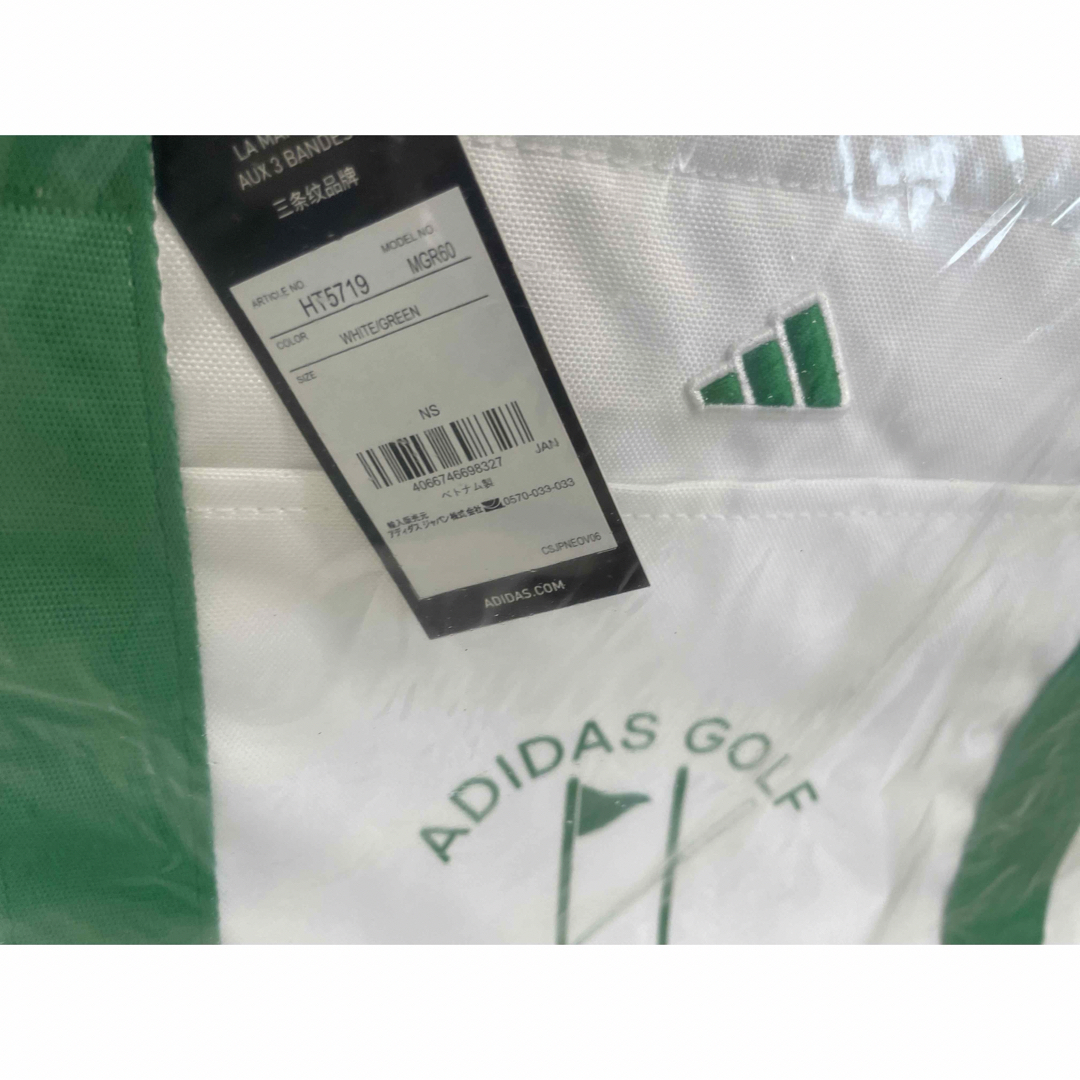 LA MA
AUX 3 BANDES
三条纹品牌
ARTICLE NO. MODEL NO
HT5719 MGR60
COLOR WHITE/GREEN
SIZE
NS
JAN
4066746698327
ベトナム製
輸入販売元
アディダス ジャパン株式会社 0570-033-033
CSJPNEOV06
ADIDAS.COM
ADIDAS GOLF